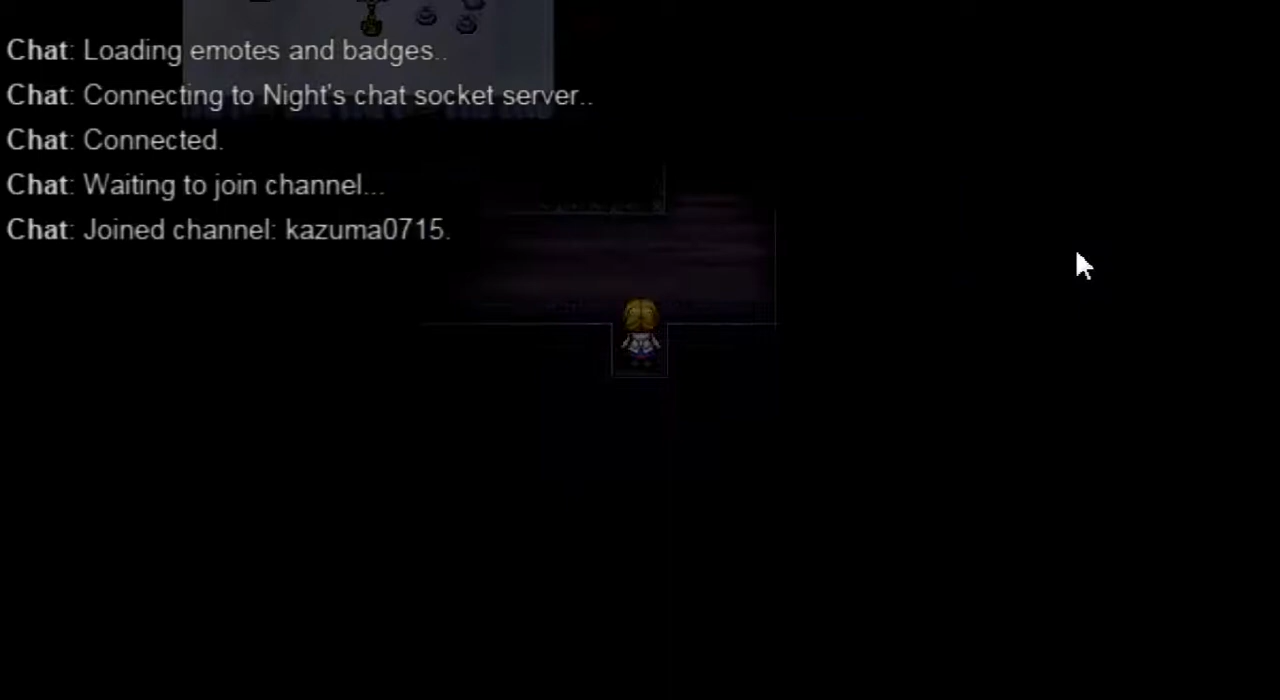 Chat: Loading emotes and badges..
Chat: Connecting to Night's chat socket server..
Chat: Connected.
Chat: Waiting to join channel...
Chat: Joined channel: kazuma0715.